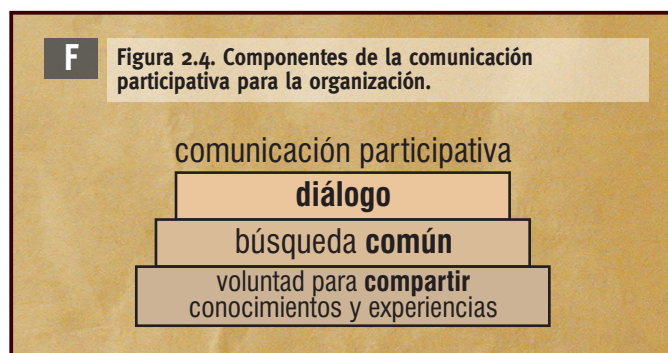 F
Figura 2.4. Componentes de la comunicación
participativa para la organización.
comunicación participativa
diálogo
búsqueda común
voluntad para compartir
conocimientos y experiencias